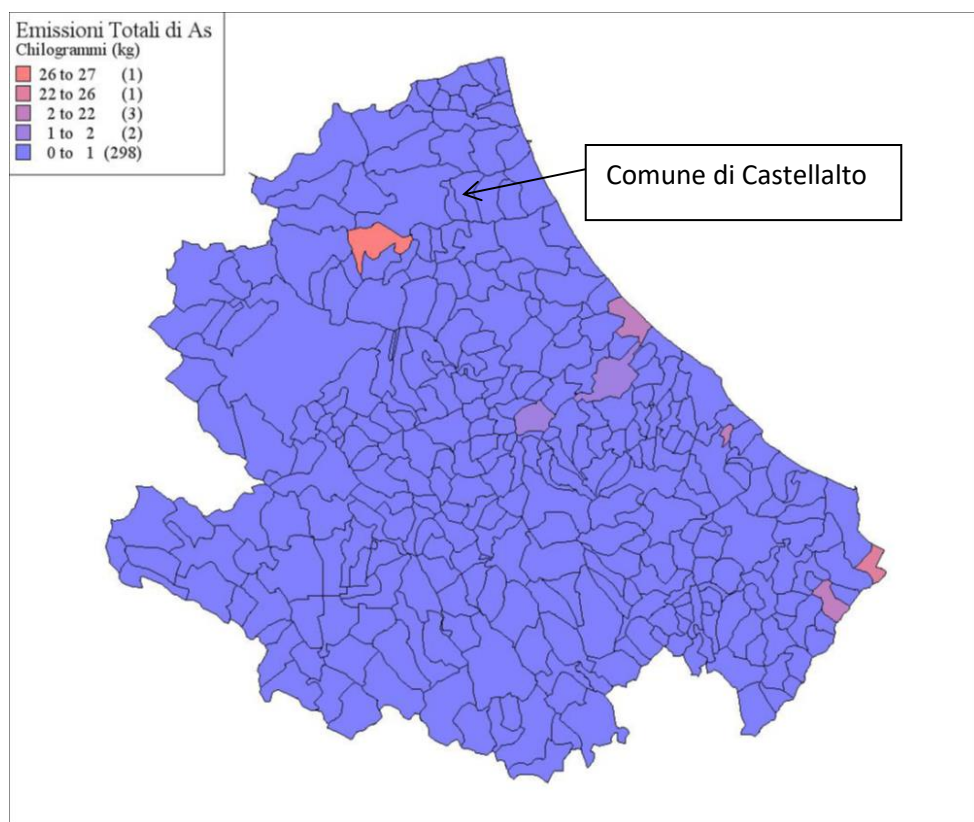 Emissioni Totali di As
Chilogrammi (kg)
26 to 27 (1)
22 to 26 (1)
2 to 22 (3)
1 to 2 (2)
0 to 1 (298)
Comune di Castellalto